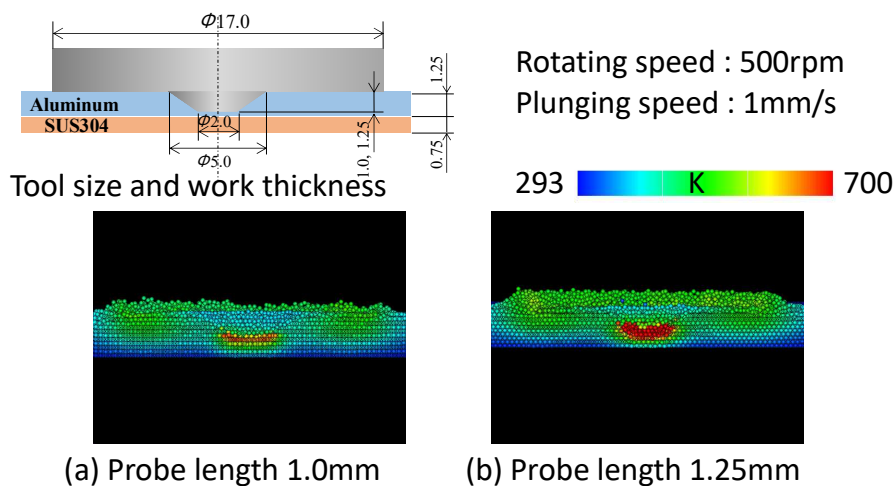 Φ17.0
1.25
Aluminum
SUS304
Φ2.0
Φ5.0
1.0, 1.25
0.75
Tool size and work thickness
Rotating speed : 500rpm
Plunging speed : 1mm/s
293 K 700
(a) Probe length 1.0mm
(b) Probe length 1.25mm